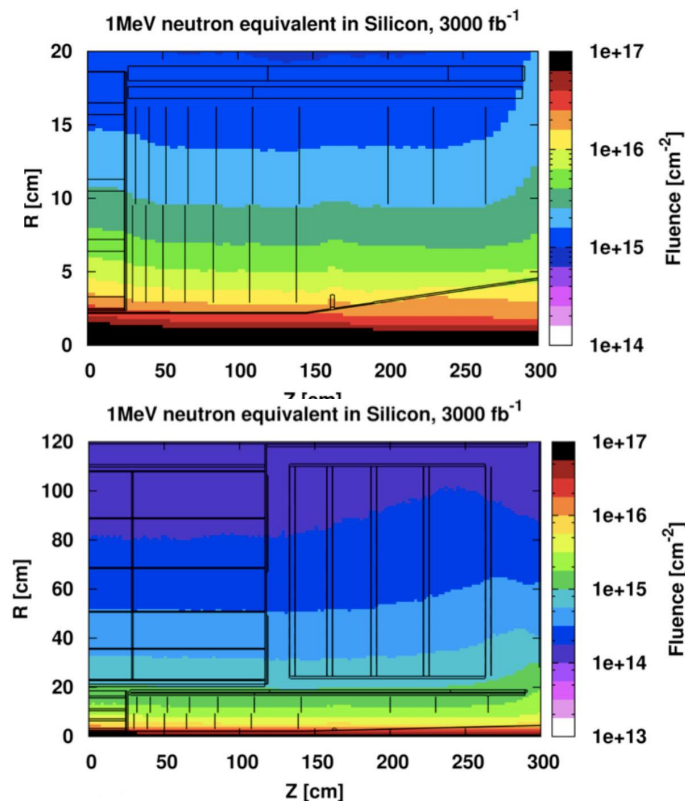 1MeV neutron equivalent in Silicon, 3000 fb⁻¹
20
15
10
5
0
R [cm]
0 50 100 150 200 250 300
Z [cm]
1e+17
1e+16
1e+15
1e+14
Fluence [cm⁻²]
1MeV neutron equivalent in Silicon, 3000 fb⁻¹
120
100
80
60
40
20
0
R [cm]
0 50 100 150 200 250 300
Z [cm]
1e+17
1e+16
1e+15
1e+14
1e+13
Fluence [cm⁻²]